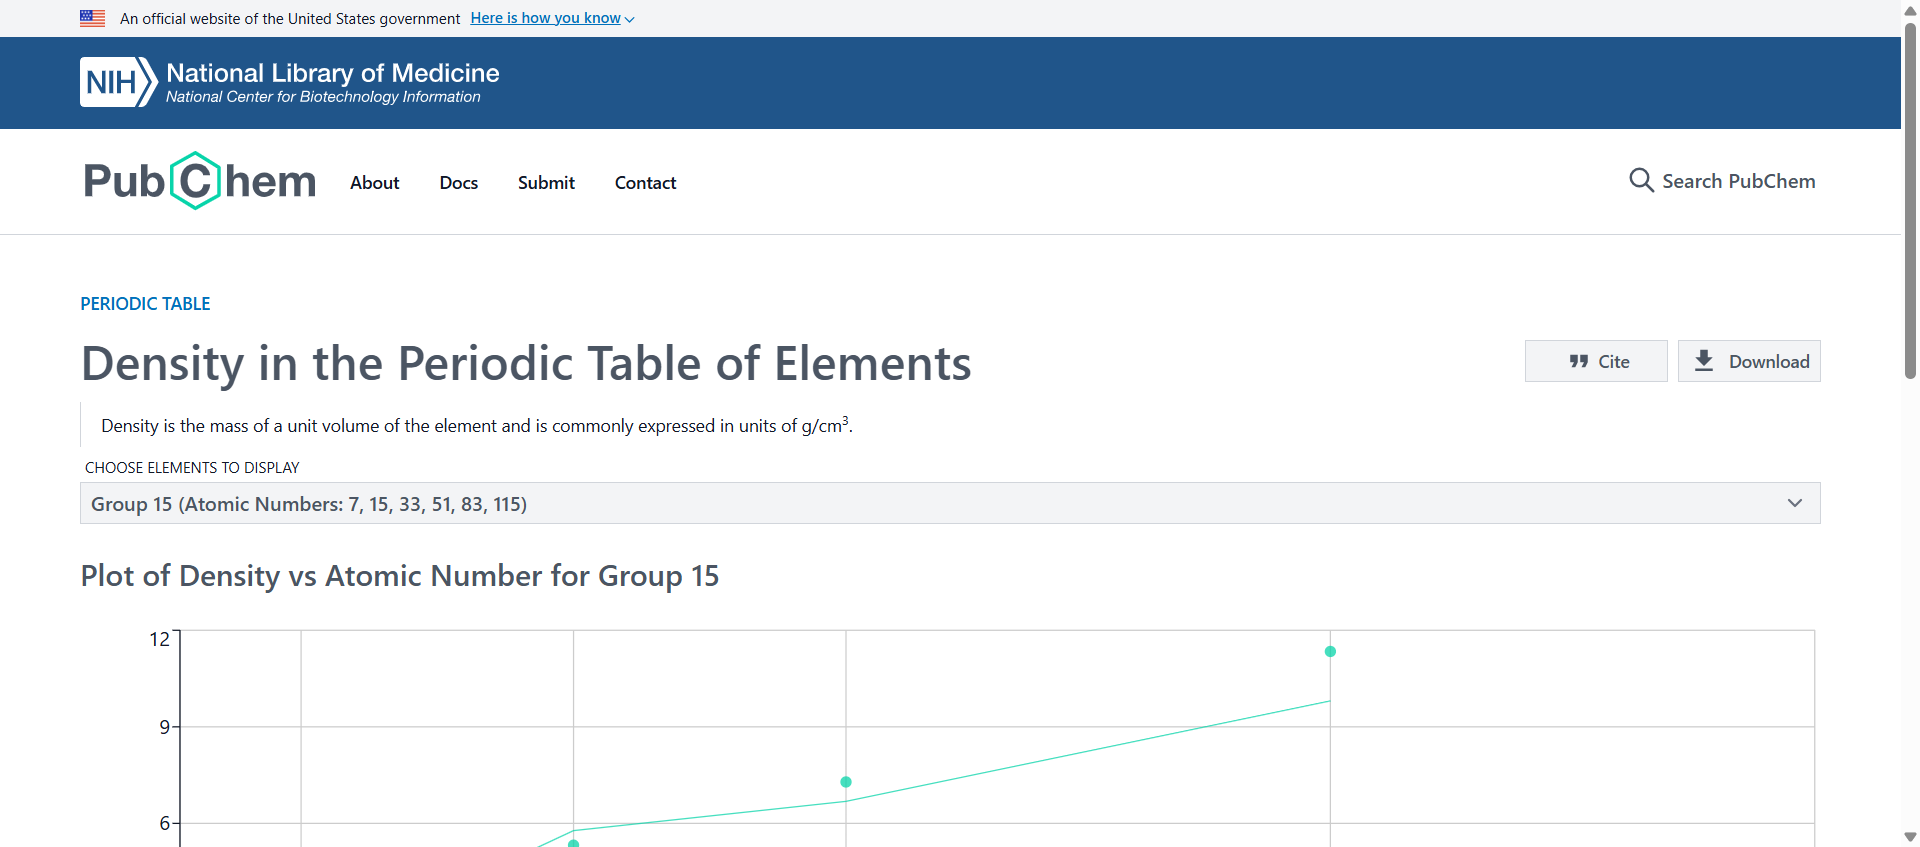 An official website of the United States government Here is how you know
NIH National Library of Medicine
National Center for Biotechnology Information
PubChem About Docs Submit Contact Search PubChem
PERIODIC TABLE
Density in the Periodic Table of Elements
Cite Download
Density is the mass of a unit volume of the element and is commonly expressed in units of g/cm³.
CHOOSE ELEMENTS TO DISPLAY
Group 15 (Atomic Numbers: 7, 15, 33, 51, 83, 115)
Plot of Density vs Atomic Number for Group 15
12
9
6